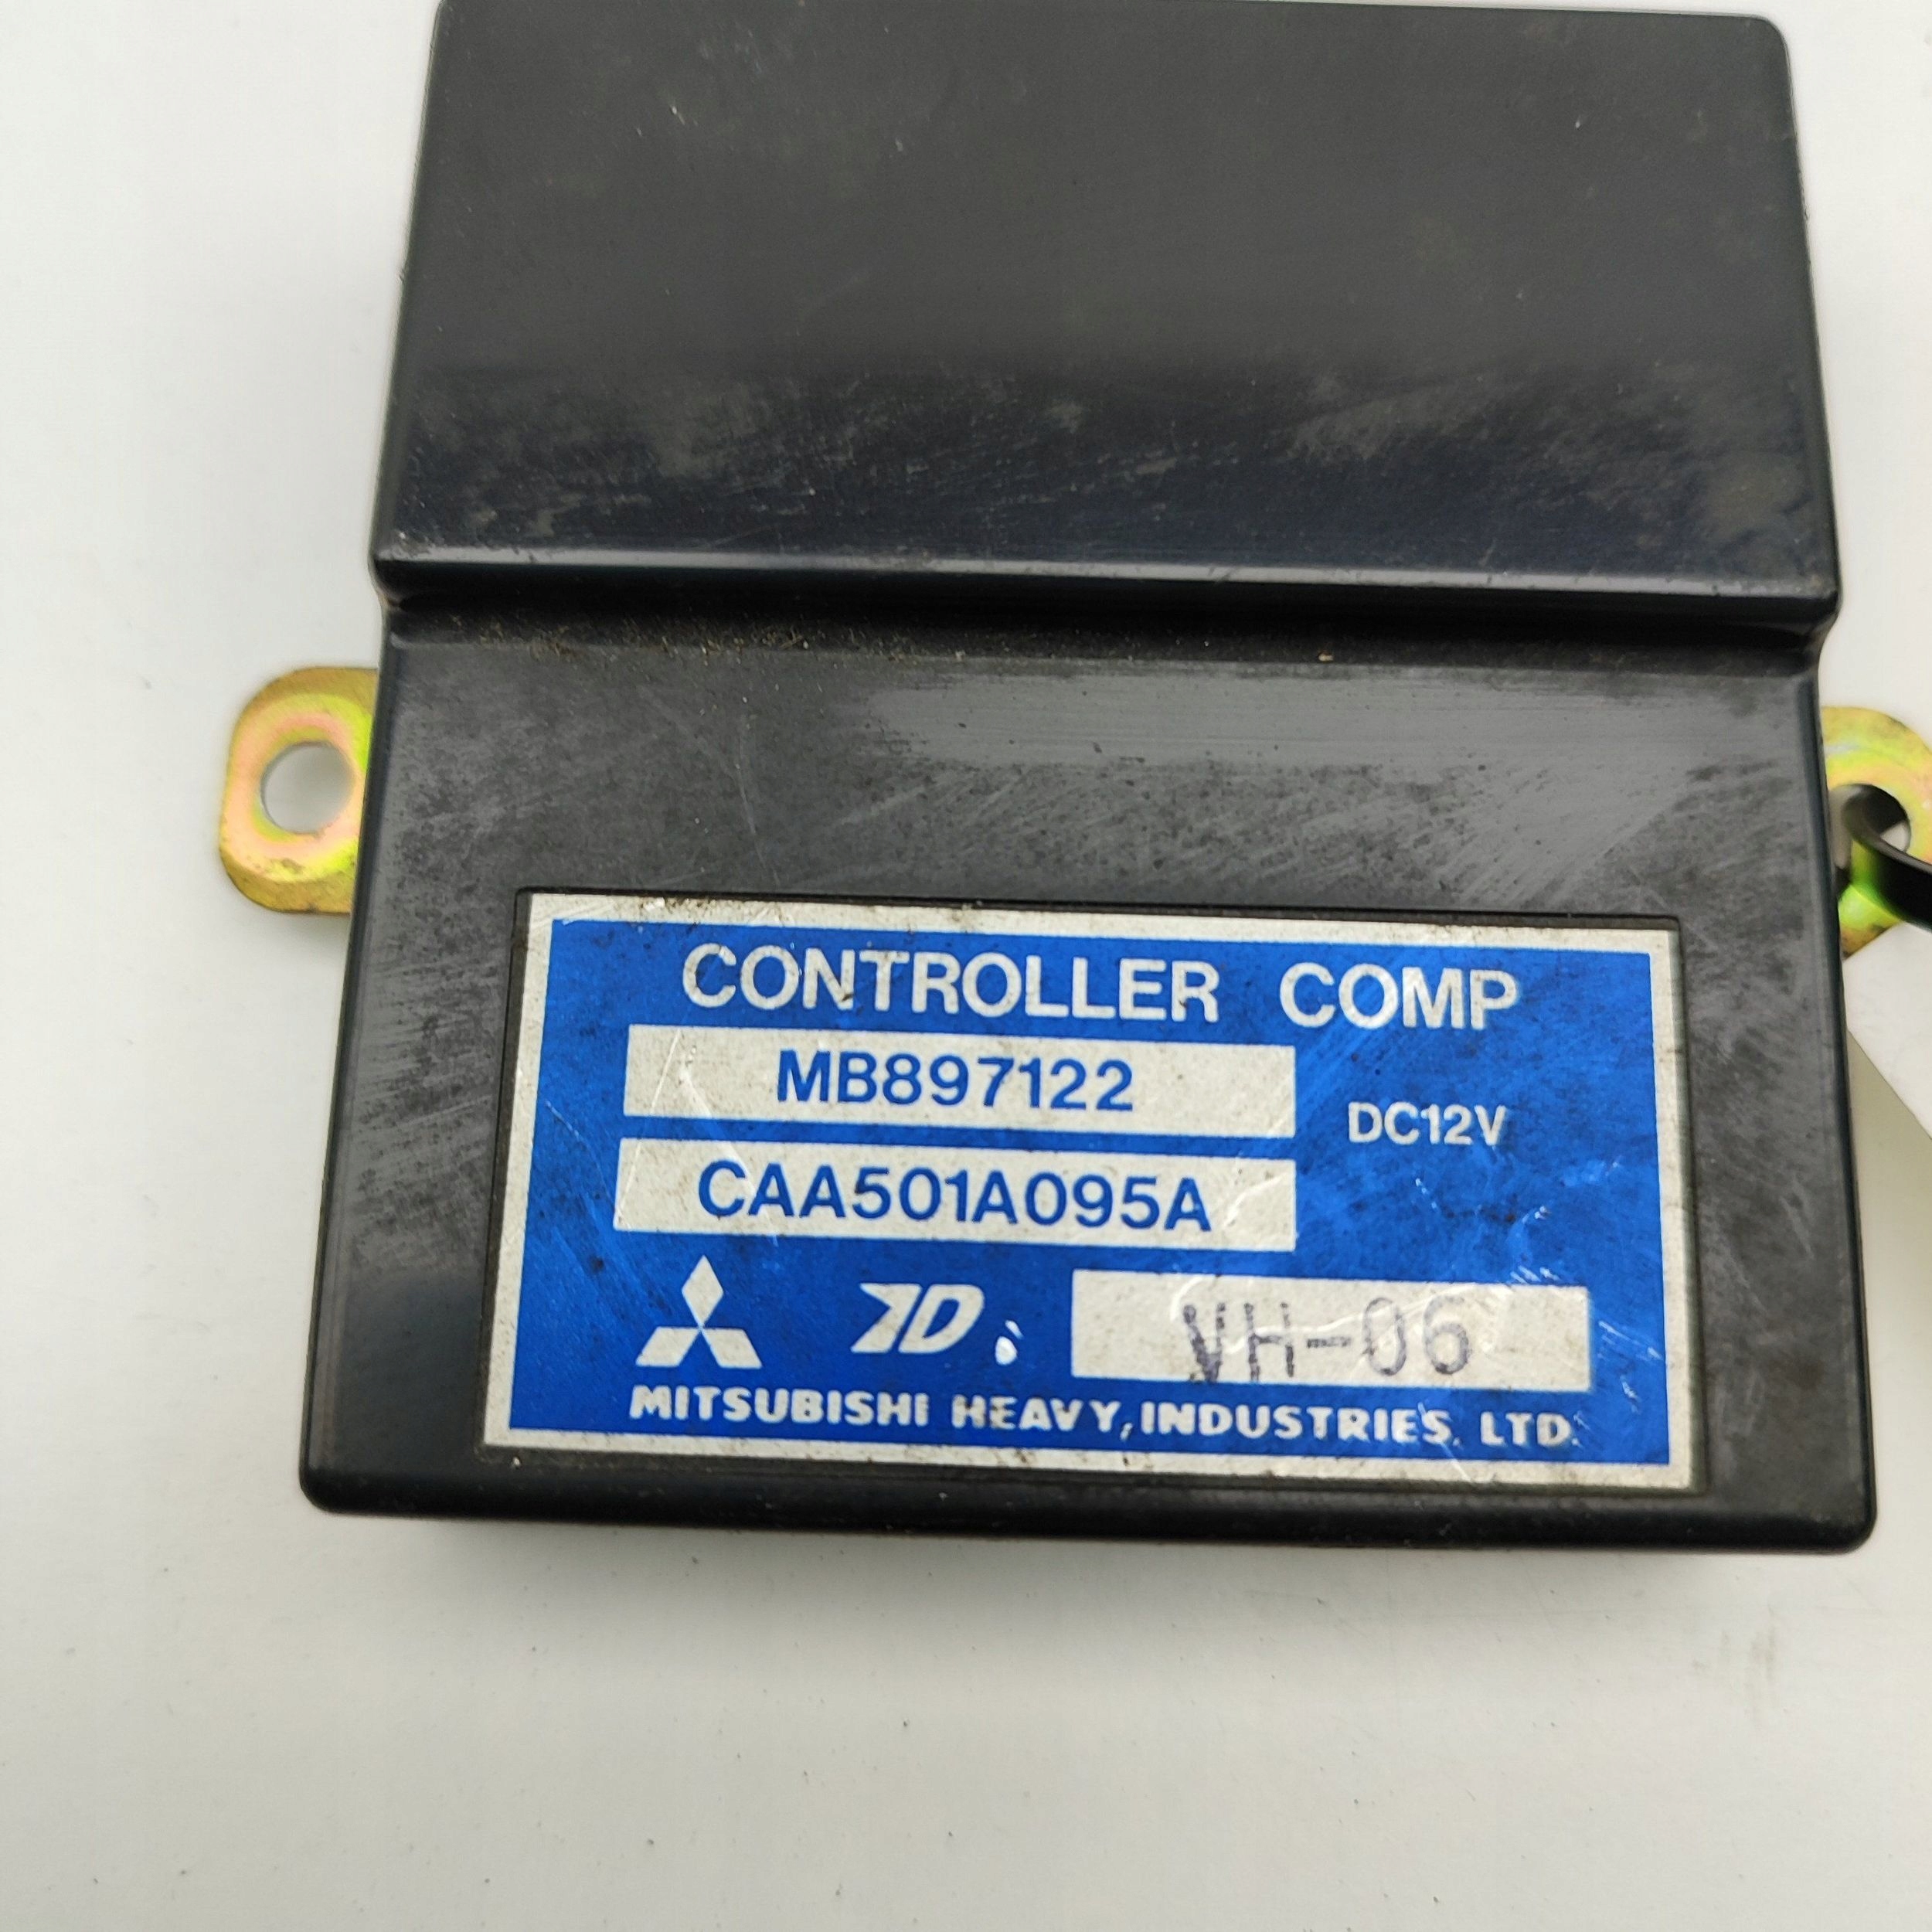 CONTROLLER COMP
MB897122
DC12V
CAA501A095A
VH-06
MITSUBISHI HEAVY, INDUSTRIES, LTD.